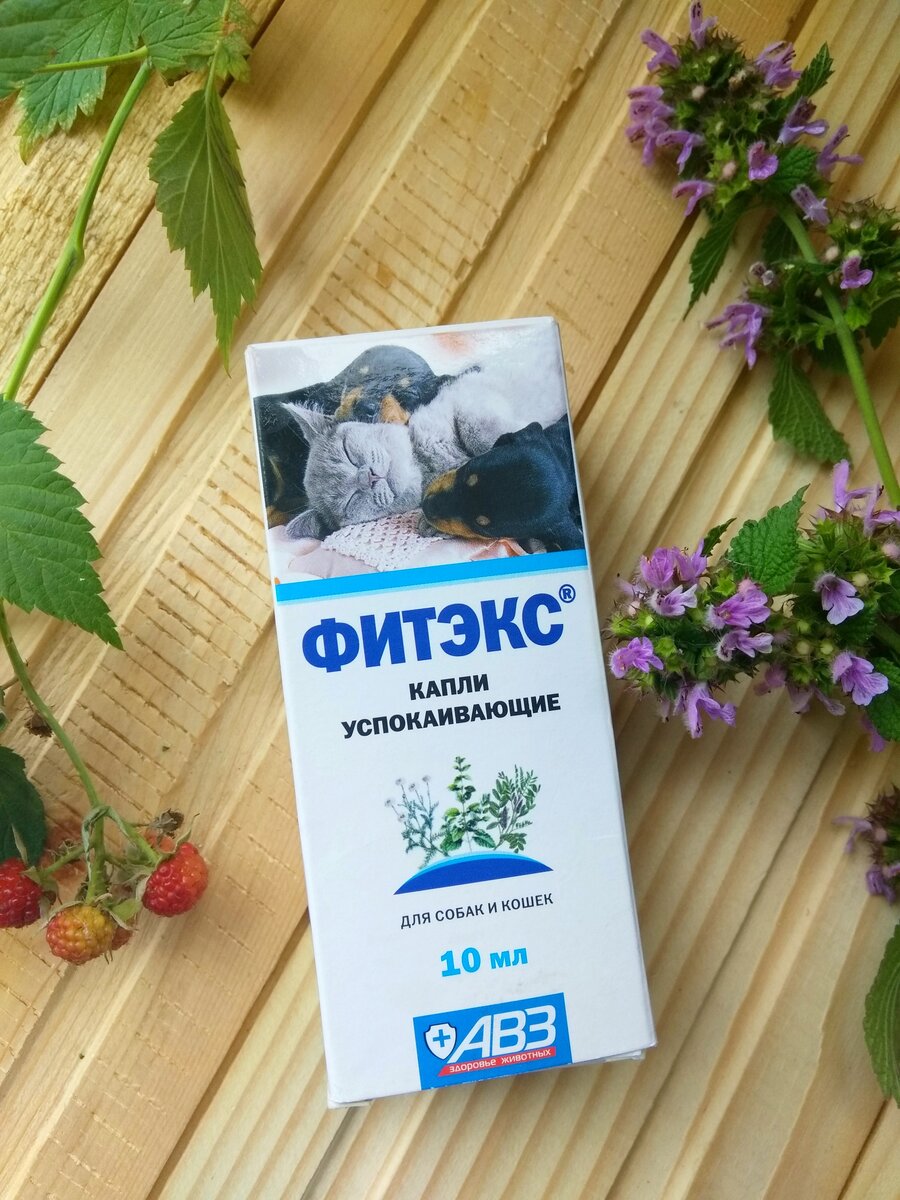 ФИТЭКС®
КАПЛИ
УСПОКАИВАЮЩИЕ
ДЛЯ СОБАК И КОШЕК
10 мл
АВЗ
здоровье животных